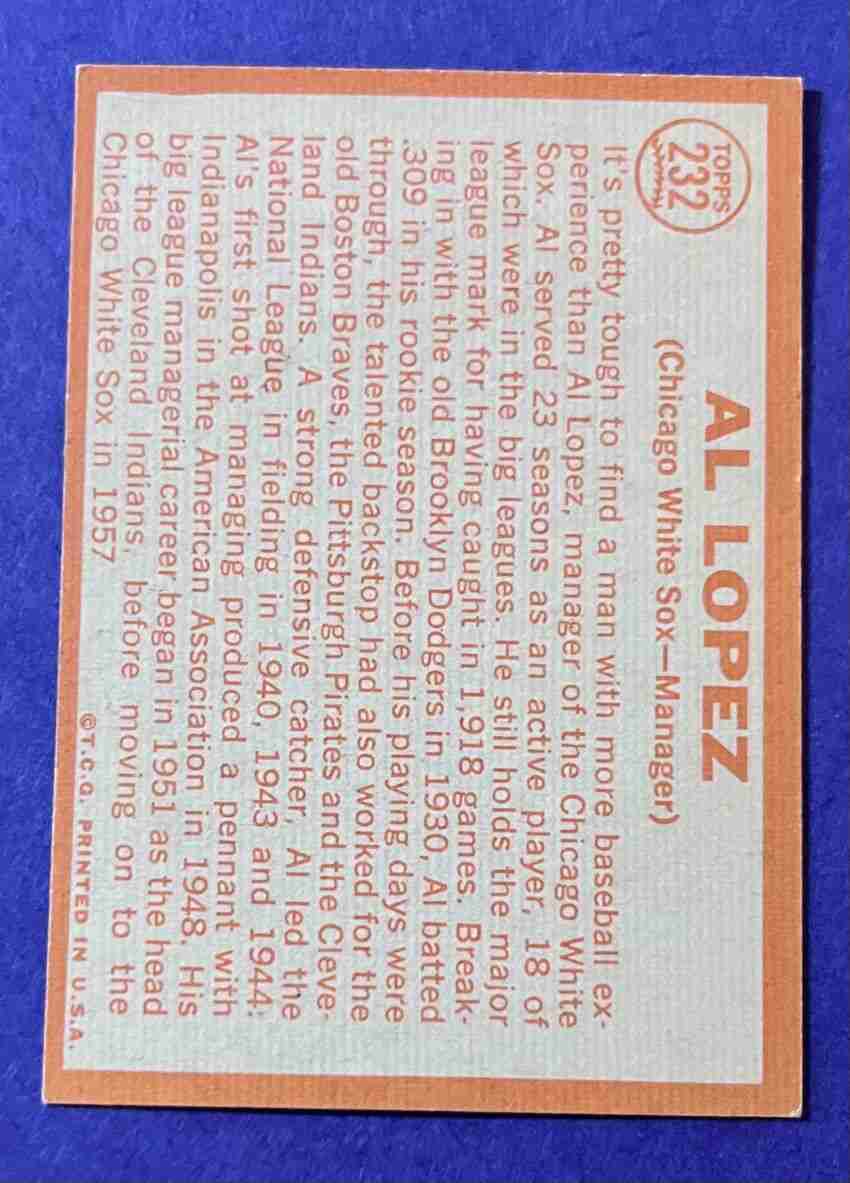 TOPPS
232
AL LOPEZ
(Chicago White Sox—Manager)
It's pretty tough to find a man with more baseball ex-
perience than Al Lopez, manager of the Chicago White
Sox. Al served 23 seasons as an active player, 18 of
which were in the big leagues. He still holds the major
league mark for having caught in 1,918 games. Break-
ing in with the old Brooklyn Dodgers in 1930, Al batted
.309 in his rookie season. Before his playing days were
through, the talented backstop had also worked for the
old Boston Braves, the Pittsburgh Pirates and the Cleve-
land Indians. A strong defensive catcher, Al led the
National League in fielding in 1940, 1943 and 1944.
Al's first shot at managing produced a pennant with
Indianapolis in the American Association in 1948. His
big league managerial career began in 1951 as the head
of the Cleveland Indians, before moving on to the
Chicago White Sox in 1957
©T.C.G. PRINTED IN U.S.A.